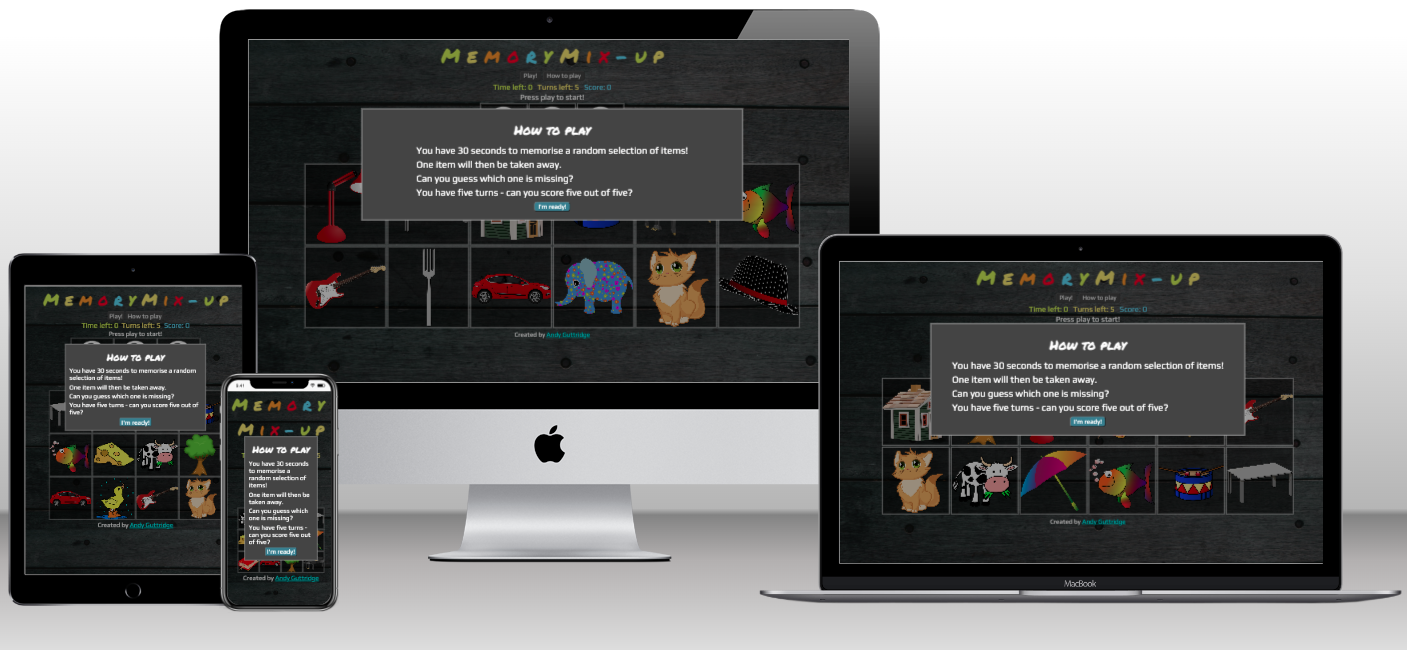 MemoryMix-up
Play! How to play
Time left: 0 Turns left: 5 Score: 0
Press play to start!
How to play
You have 30 seconds to memorise a random selection of items!
One item will then be taken away.
Can you guess which one is missing?
You have five turns - can you score five out of five?
I'm ready!
Created by Andy Guttridge
MemoryMix-up
Play! How to play
Time left: 0 Turns left: 5 Score: 0
Press play to start!
How to play
You have 30 seconds to memorise a random
selection of items!
One item will then be taken away.
Can you guess which one is missing?
You have five turns - can you score five out of
five?
I'm ready!
Created by Andy Guttridge
9:41
Memory
Mix-up
How to play
You have 30 seconds
to memorise a
random selection of
items!
One item will then be
taken away.
Can you guess which
one is missing?
You have five turns -
can you score five out
of five?
I'm ready!
Created by Andy Guttridge
MemoryMix-up
Play! How to play
Time left: 0 Turns left: 5 Score: 0
Press play to start!
How to play
You have 30 seconds to memorise a random selection of items!
One item will then be taken away.
Can you guess which one is missing?
You have five turns - can you score five out of five?
I'm ready!
Created by Andy Guttridge
MacBook